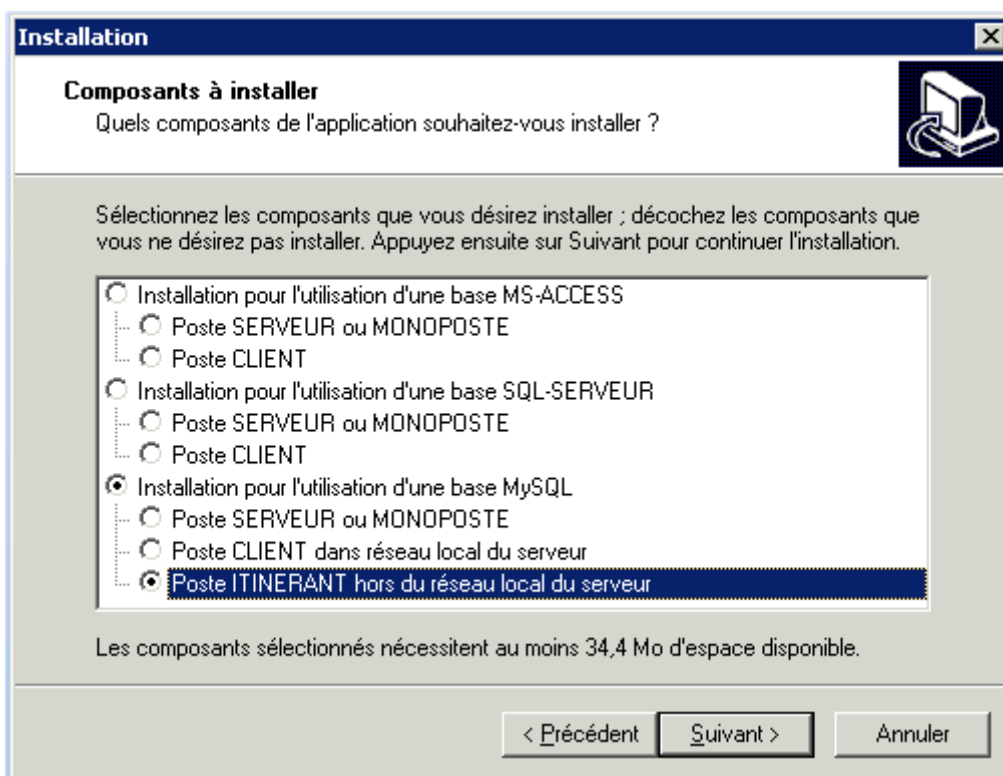 Installation
Composants à installer
Quels composants de l'application souhaitez-vous installer ?
Sélectionnez les composants que vous désirez installer ; décochez les composants que
vous ne désirez pas installer. Appuyez ensuite sur Suivant pour continuer l'installation.
Installation pour l'utilisation d'une base MS-ACCESS
Poste SERVEUR ou MONOPOSTE
Poste CLIENT
Installation pour l'utilisation d'une base SQL-SERVEUR
Poste SERVEUR ou MONOPOSTE
Poste CLIENT
Installation pour l'utilisation d'une base MySQL
Poste SERVEUR ou MONOPOSTE
Poste CLIENT dans réseau local du serveur
Poste ITINERANT hors du réseau local du serveur
Les composants sélectionnés nécessitent au moins 34,4 Mo d'espace disponible.
< Précédent Suivant > Annuler